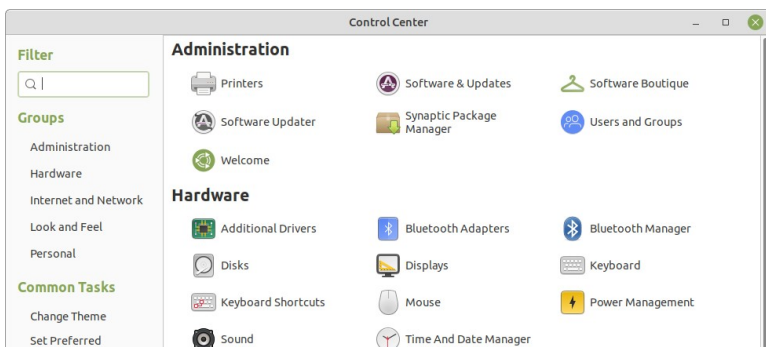 Control Center
Filter
Groups
Administration
Hardware
Internet and Network
Look and Feel
Personal
Common Tasks
Change Theme
Set Preferred
Administration
Printers
Software & Updates
Software Boutique
Software Updater
Synaptic Package
Manager
Users and Groups
Welcome
Hardware
Additional Drivers
Bluetooth Adapters
Bluetooth Manager
Disks
Displays
Keyboard
Keyboard Shortcuts
Mouse
Power Management
Sound
Time And Date Manager